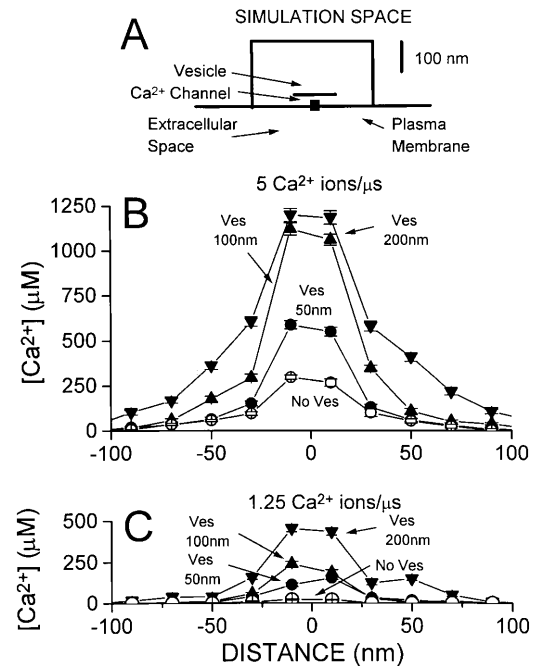 SIMULATION SPACE
A
100 nm
Vesicle
Ca2+ Channel
Extracellular
Space
Plasma
Membrane
B
5 Ca2+ ions/μs
1250
1000
750
500
250
0
[Ca2+] (μM)
Ves
100nm
Ves
200nm
Ves
50nm
No Ves
-100
-50
0
50
100
C
1.25 Ca2+ ions/μs
500
250
0
[Ca2+] (μM)
Ves
100nm
Ves
50nm
Ves
200nm
No Ves
-100
-50
0
50
100
DISTANCE (nm)